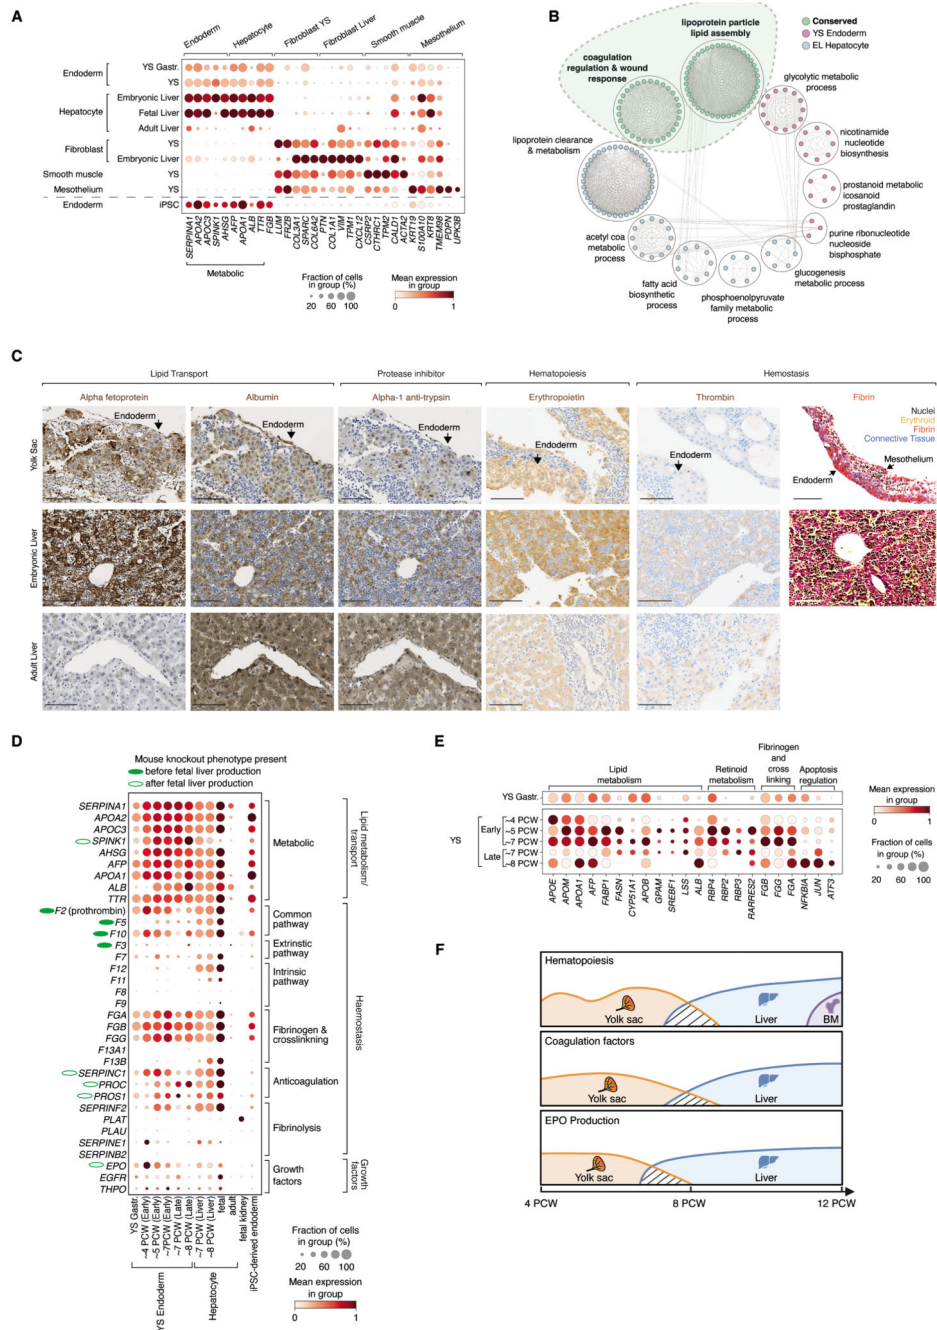 A
Endoderm
Hepatocyte
Fibroblast YS
Fibroblast Liver
Smooth muscle
Mesothelium
Endoderm
YS Gastr.
YS
Hepatocyte
Embryonic Liver
Fetal Liver
Adult Liver
Fibroblast
YS
Embryonic Liver
Smooth muscle
YS
Mesothelium
YS
Endoderm
iPSC
SERPINA1
APOA2
APOC3
SPINK1
AHSG
AFP
APOA1
ALB
TTR
FGB
LUM
FRZB
COL3A1
SPARC
COL6A2
PTN
COL1A1
VIM
TPM1
CXCL12
CSRP2
CTHRC1
TPM2
CALD1
ACTA2
KRT19
S100A10
KRT8
TMEM98
PDPN
UPK3B
Metabolic
Fraction of cells
in group (%)
20 60 80 100
Mean expression
in group
0 1
B
lipoprotein particle
lipid assembly
Conserved
YS Endoderm
EL Hepatocyte
coagulation
regulation & wound
response
glycolytic metabolic
process
nicotinamide
nucleotide
biosynthesis
lipoprotein clearance
& metabolism
prostanoid metabolic
icosanoid
prostaglandin
acetyl coa
metabolic
process
purine ribonucleotide
nucleoside
bisphosphate
fatty acid
biosynthetic process
glucogenesis
metabolic process
phosphoenolpyruvate
family metabolic
process
C
Lipid Transport
Protease inhibitor
Hematopoiesis
Hemostasis
Alpha fetoprotein
Albumin
Alpha-1 anti-trypsin
Erythropoietin
Thrombin
Fibrin
Yolk Sac
Endoderm
Endoderm
Endoderm
Endoderm
Endoderm
Nuclei
Erythroid
Fibrin
Connective Tissue
Mesothelium
Endoderm
Embryonic Liver
Adult Liver
D
Mouse knockout phenotype present
before fetal liver production
after fetal liver production
SERPINA1
APOA2
APOC3
SPINK1
AHSG
AFP
APOA1
ALB
TTR
F2 (prothrombin)
F5
F10
F3
F7
F12
F11
F8
F9
FGA
FGB
FGG
F13A1
F13B
SERPINC1
PROC
PROS1
SEPRINF2
PLAT
PLAU
SERPINE1
SERPINB2
EPO
EGFR
THPO
Metabolic
Common
pathway
Extrinstic
pathway
Intrinsic
pathway
Fibrinogen &
crosslinkning
Anticoagulation
Fibrinolysis
Growth
factors
Lipid metabolism/
transport
Haemostasis
Growth
factors
YS Gastr.
~4 PCW (Early)
~5 PCW (Early)
~7PCW (Early)
~7 PCW (Late)
~8 PCW (Late)
~7 PCW (Liver)
~8 PCW (Liver)
fetal
adult
fetal kidney
iPSC-derived endoderm
YS Endoderm
Hepatocyte
Fraction of cells
in group (%)
20 60 80 100
Mean expression
in group
0 1
E
Lipid
metabolism
Retinoid
metabolism
Fibrinogen
and
cross
linking
Apoptosis
regulation
YS Gastr.
YS
Early
Late
~4 PCW
~5 PCW
~7 PCW
~7 PCW
~8 PCW
APOE
APOM
APOA1
AFP
FABP1
FASN
CYP51A1
APOB
GPAM
SREBF1
LSS
ALB
RBP4
RBP2
RBP3
RARRES2
FGB
FGG
FGA
NFKBIA
JUN
ATF3
Mean expression
in group
0 1
Fraction of cells
in group (%)
20 60 80 100
F
Hematopoiesis
Yolk sac
Liver
BM
Coagulation factors
Yolk sac
Liver
EPO Production
Yolk sac
Liver
4 PCW
8 PCW
12 PCW